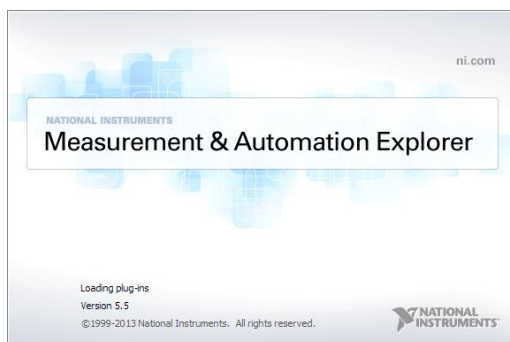 ni.com
NATIONAL INSTRUMENTS
Measurement & Automation Explorer
Loading plug-ins
Version 5.5
©1999-2013 National Instruments. All rights reserved.
NATIONAL
INSTRUMENTS